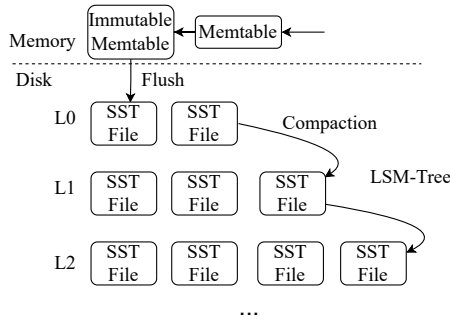 Memory
Immutable
Memtable
Memtable
Disk
Flush
L0
SST
File
SST
File
Compaction
L1
SST
File
SST
File
SST
File
LSM-Tree
L2
SST
File
SST
File
SST
File
SST
File
...